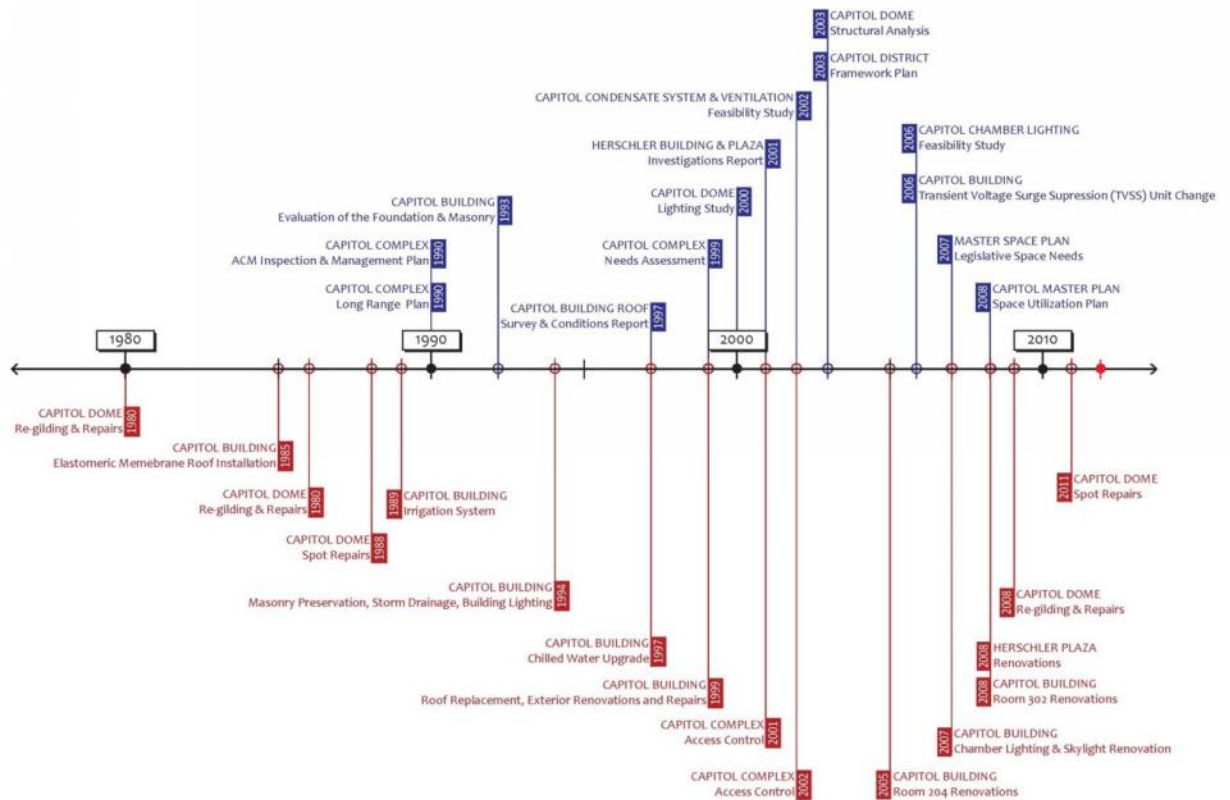 2003
CAPITOL DOME
Structural Analysis
2003
CAPITOL DISTRICT
Framework Plan
CAPITOL CONDENSATE SYSTEM & VENTILATION
Feasibility Study
2002
HERSCHLER BUILDING & PLAZA
Investigations Report
2001
2006
CAPITOL CHAMBER LIGHTING
Feasibility Study
CAPITOL DOME
Lighting Study
2000
2006
CAPITOL BUILDING
Transient Voltage Surge Supression (TVSS) Unit Change
CAPITOL BUILDING
Evaluation of the Foundation & Masonry
1993
CAPITOL COMPLEX
ACM Inspection & Management Plan
1990
CAPITOL COMPLEX
Needs Assessment
1999
2007
MASTER SPACE PLAN
Legislative Space Needs
CAPITOL COMPLEX
Long Range Plan
1990
CAPITOL BUILDING ROOF
Survey & Conditions Report
1997
2008
CAPITOL MASTER PLAN
Space Utilization Plan
1980
1990
2000
2010
CAPITOL DOME
Re-gilding & Repairs
1980
CAPITOL BUILDING
Elastomeric Memebrane Roof Installation
1985
CAPITOL DOME
Re-gilding & Repairs
1980
1989
CAPITOL BUILDING
Irrigation System
CAPITOL DOME
Spot Repairs
1988
2011
CAPITOL DOME
Spot Repairs
CAPITOL BUILDING
Masonry Preservation, Storm Drainage, Building Lighting
1994
2008
CAPITOL DOME
Re-gilding & Repairs
CAPITOL BUILDING
Chilled Water Upgrade
1997
2008
HERSCHLER PLAZA
Renovations
CAPITOL BUILDING
Roof Replacement, Exterior Renovations and Repairs
1999
2008
CAPITOL BUILDING
Room 302 Renovations
CAPITOL COMPLEX
Access Control
2001
2007
CAPITOL BUILDING
Chamber Lighting & Skylight Renovation
CAPITOL COMPLEX
Access Control
2002
2005
CAPITOL BUILDING
Room 204 Renovations